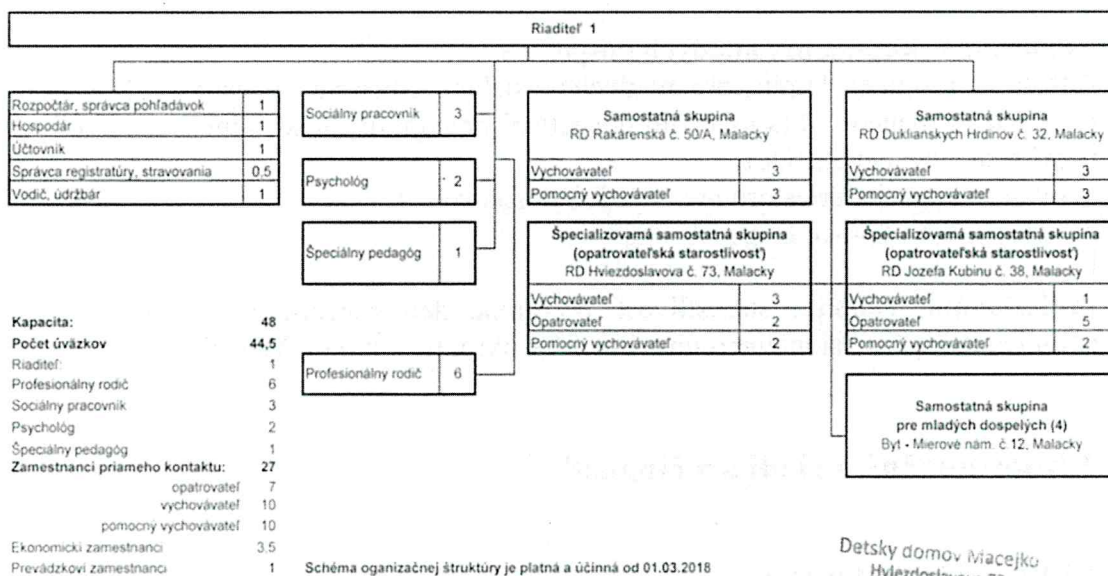 Riaditeľ 1
Rozpočtár, správca pohľadávok 1
Hospodár 1
Účtovník 1
Správca registratúry, stravovania 0,5
Vodič, údržbár 1
Sociálny pracovník 3
Psychológ 2
Špeciálny pedagóg 1
Profesionálny rodič 6
Samostatná skupina
RD Rakárenská č. 50/A, Malacky
Vychovávateľ 3
Pomocný vychovávateľ 3
Samostatná skupina
RD Duklianskych Hrdinov č. 32, Malacky
Vychovávateľ 3
Pomocný vychovávateľ 3
Špecializovamá samostatná skupina
(opatrovateľská starostlivosť)
RD Hviezdoslavova č. 73, Malacky
Vychovávateľ 3
Opatrovateľ 2
Pomocný vychovávateľ 2
Špecializovamá samostatná skupina
(opatrovateľská starostlivosť)
RD Jozefa Kubinu č. 38, Malacky
Vychovávateľ 1
Opatrovateľ 5
Pomocný vychovávateľ 2
Samostatná skupina
pre mladých dospelých (4)
Byt - Mierové nám. č 12, Malacky
Kapacita: 48
Počet úväzkov 44,5
Riaditeľ: 1
Profesionálny rodič 6
Sociálny pracovník 3
Psychológ 2
Špeciálny pedagóg 1
Zamestnanci priameho kontaktu: 27
opatrovateľ 7
vychovávateľ 10
pomocný vychovávateľ 10
Ekonomickí zamestnanci 3,5
Prevádzkoví zamestnanci 1
Schéma oganizačnej štruktúry je platná a účinná od 01.03.2018
Detský domov Macejko